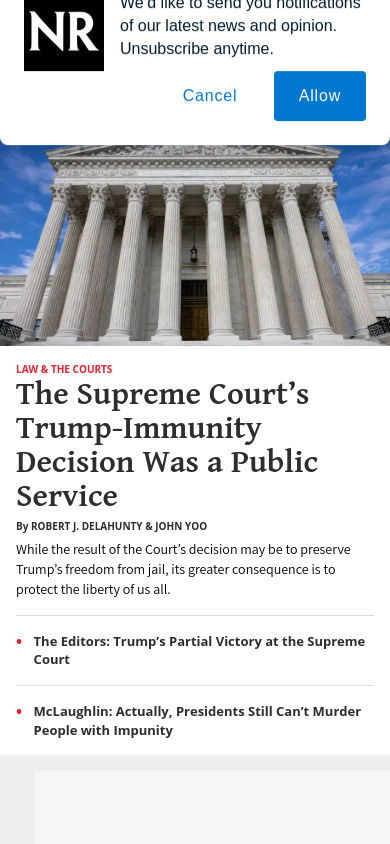 We'd like to send you notifications
NR
of our latest news and opinion.
Unsubscribe anytime.
Cancel
Allow
LAW & THE COURTS
The Supreme Court’s
Trump-Immunity
Decision Was a Public
Service
By ROBERT J. DELAHUNTY & JOHN YOO
While the result of the Court’s decision may be to preserve
Trump’s freedom from jail, its greater consequence is to
protect the liberty of us all.
• The Editors: Trump’s Partial Victory at the Supreme
Court
• McLaughlin: Actually, Presidents Still Can’t Murder
People with Impunity